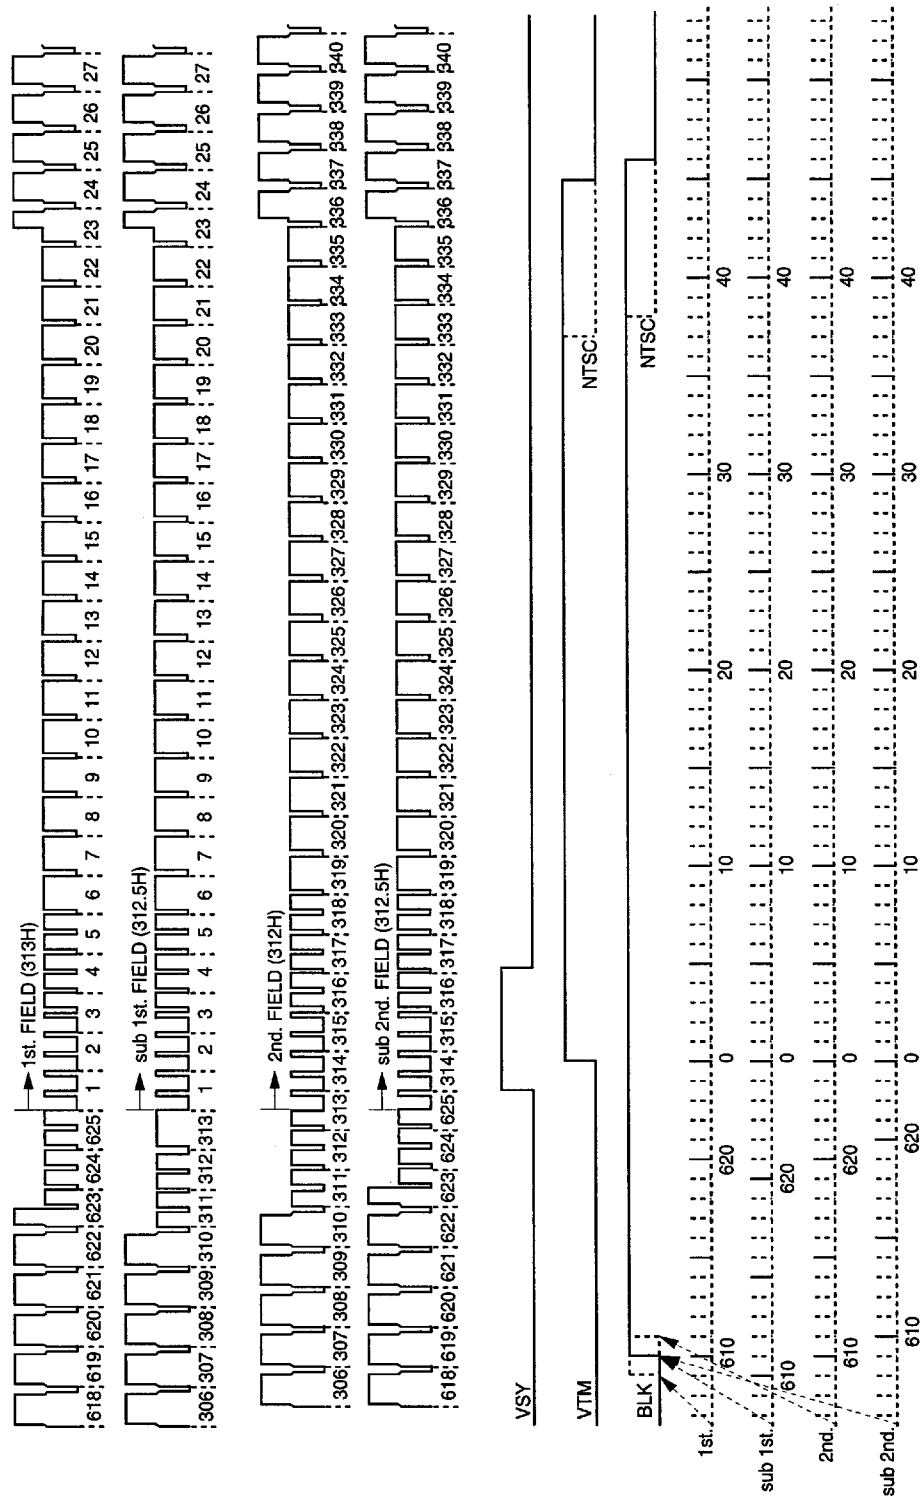 1st. FIELD (313H)
618 619 620 621 622 623 624 625 1 2 3 4 5 6 7 8 9 10 11 12 13 14 15 16 17 18 19 20 21 22 23 24 25 26 27
sub 1st. FIELD (312.5H)
306 307 308 309 310 311 312 313 1 2 3 4 5 6 7 8 9 10 11 12 13 14 15 16 17 18 19 20 21 22 23 24 25 26 27
2nd. FIELD (312H)
306 307 308 309 310 311 312 313 314 315 316 317 318 319 320 321 322 323 324 325 326 327 328 329 330 331 332 333 334 335 336 337 338 339 340
sub 2nd. FIELD (312.5H)
618 619 620 621 622 623 624 625 314 315 316 317 318 319 320 321 322 323 324 325 326 327 328 329 330 331 332 333 334 335 336 337 338 339 340
VSY
VTM NTSC
BLK NTSC
1st. 610 620 0 10 20 30 40
sub 1st. 610 620 0 10 20 30 40
2nd. 610 620 0 10 20 30 40
sub 2nd. 610 620 0 10 20 30 40